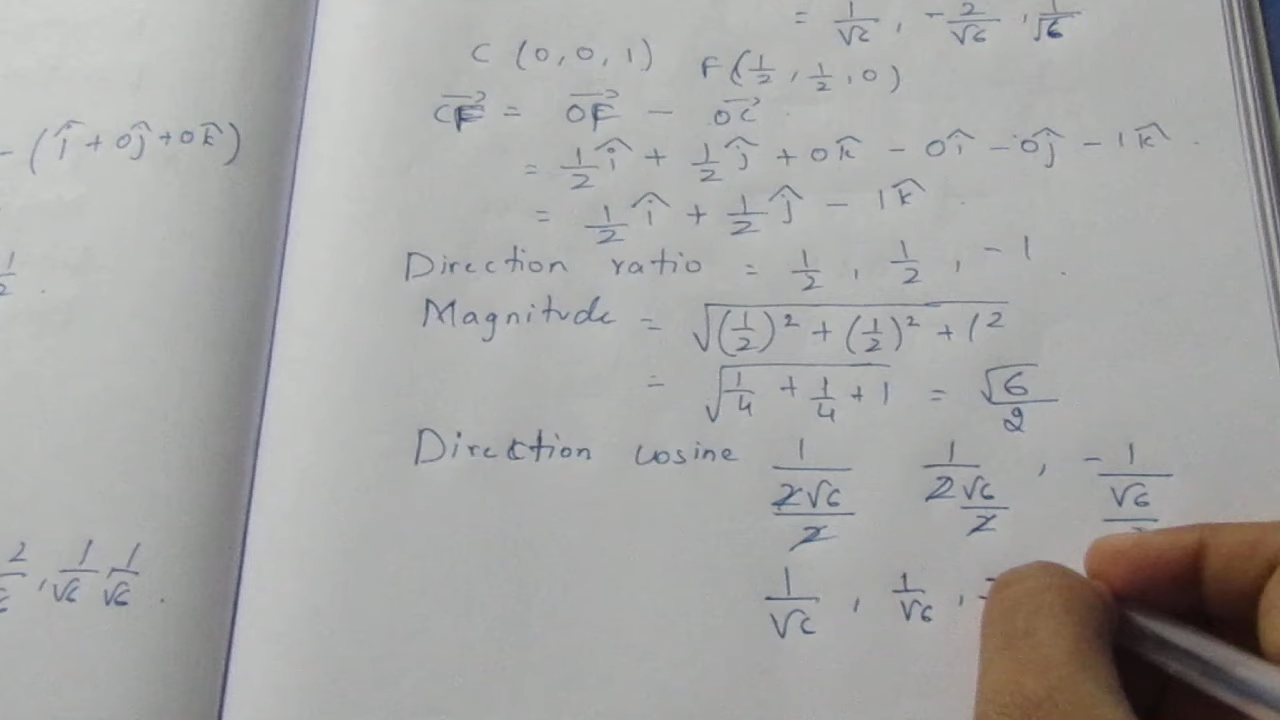 - (î + 0ĵ + 0k̂)
1/2 .
2/√6 , 1/√6 1/√6 .
= 1/√6 , -2/√6 , 1/√6
C (0, 0, 1) F(1/2 , 1/2 , 0)
CF⃗ = OF⃗ - OC⃗
= 1/2 î + 1/2 ĵ + 0k̂ - 0î - 0ĵ - 1k̂ .
= 1/2 î + 1/2 ĵ - 1k̂ .
Direction ratio = 1/2 , 1/2 , -1 .
Magnitude = √((1/2)² + (1/2)² + 1²
= √(1/4 + 1/4 + 1) = √6/2
Direction cosine 1/(2√6/2) 1/(2√6/2) , -1/(√6/2)
1/√6 , 1/√6 , -